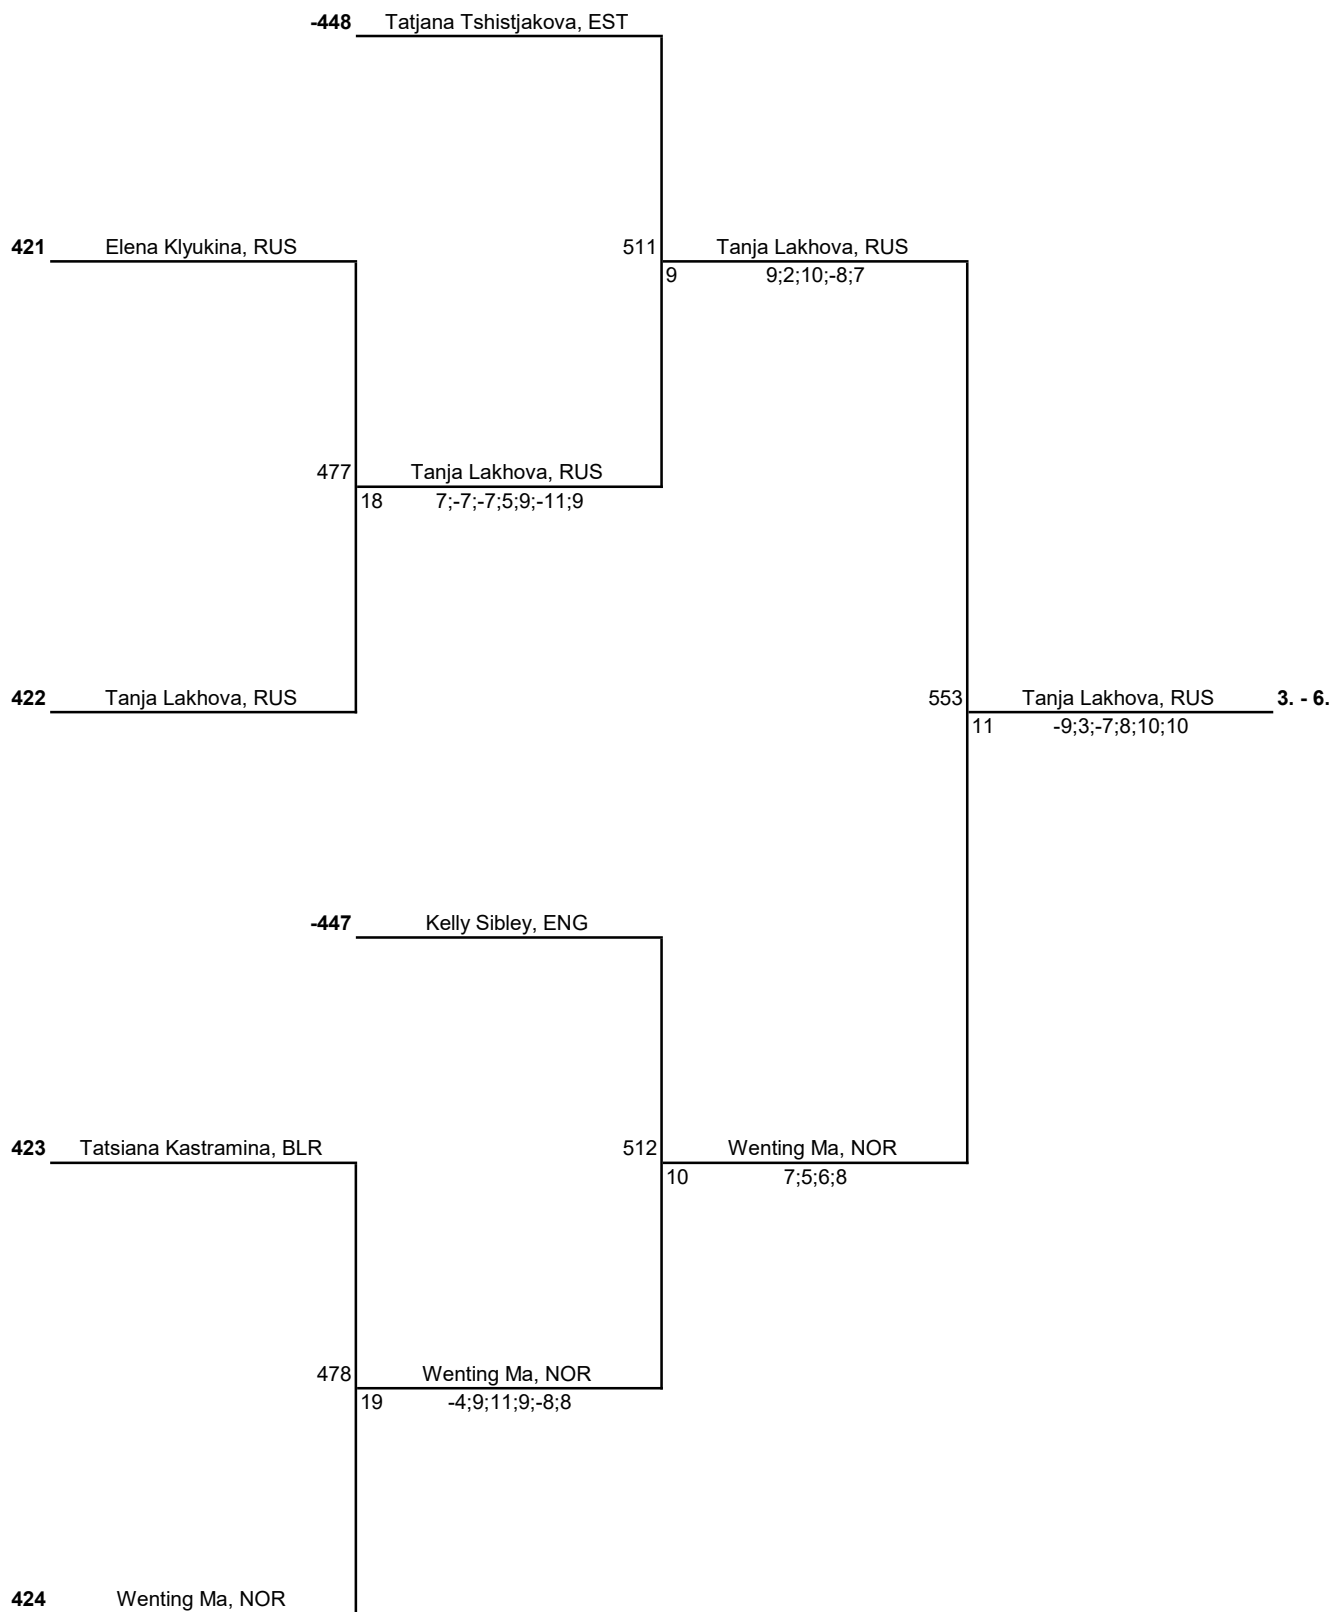 -448 Tatjana Tshistjakova, EST
421 Elena Klyukina, RUS 511 Tanja Lakhova, RUS
9 9;2;10;-8;7
477 Tanja Lakhova, RUS
18 7;-7;-7;5;9;-11;9
422 Tanja Lakhova, RUS 553 Tanja Lakhova, RUS 3. - 6.
11 -9;3;-7;8;10;10
-447 Kelly Sibley, ENG
423 Tatsiana Kastramina, BLR 512 Wenting Ma, NOR
10 7;5;6;8
478 Wenting Ma, NOR
19 -4;9;11;9;-8;8
424 Wenting Ma, NOR